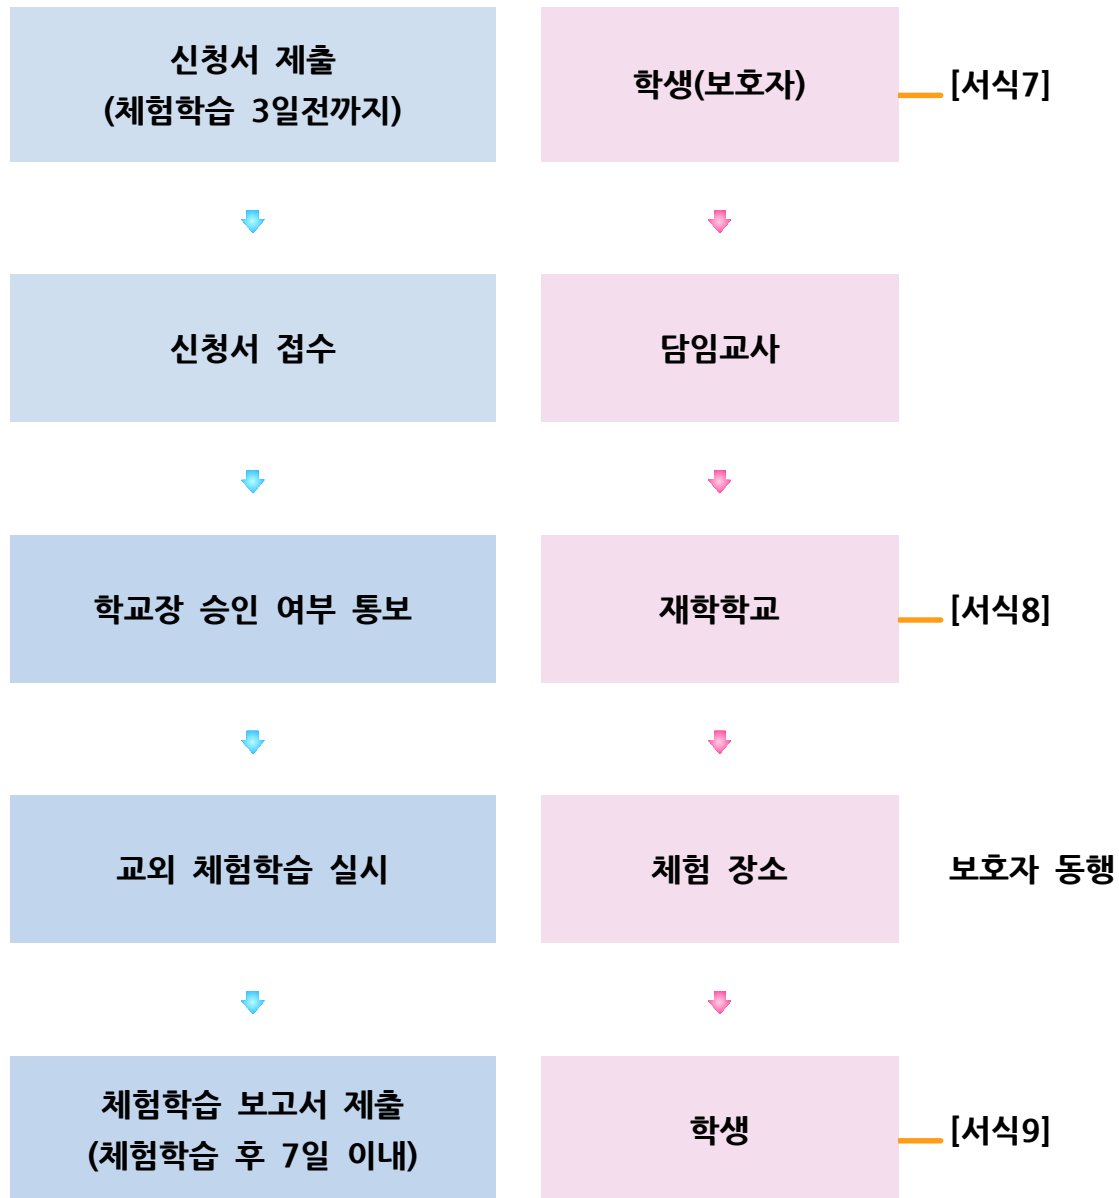 신청서 제출
(체험학습 3일전까지)
학생(보호자)
[서식7]
신청서 접수
담임교사
학교장 승인 여부 통보
재학학교
[서식8]
교외 체험학습 실시
체험 장소
보호자 동행
체험학습 보고서 제출
(체험학습 후 7일 이내)
학생
[서식9]